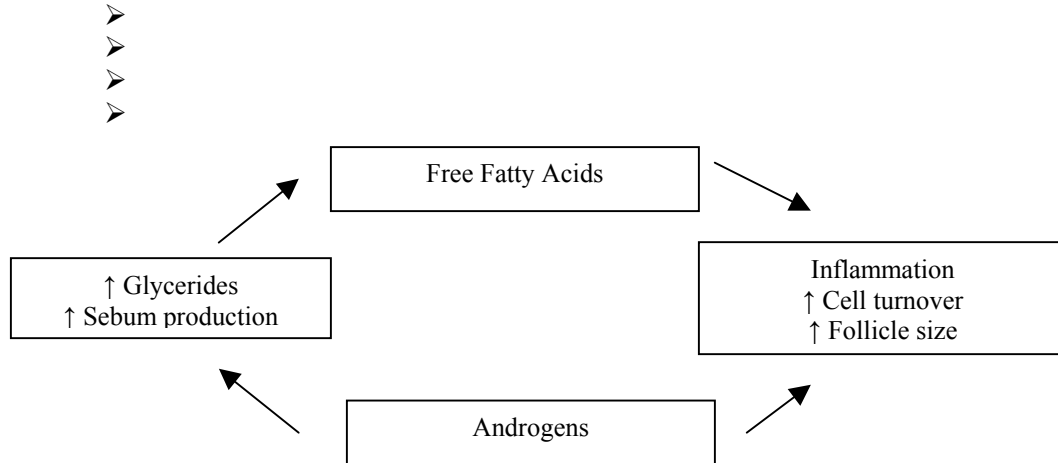 ➢
➢
➢
➢
Free Fatty Acids
↑ Glycerides
↑ Sebum production
Inflammation
↑ Cell turnover
↑ Follicle size
Androgens